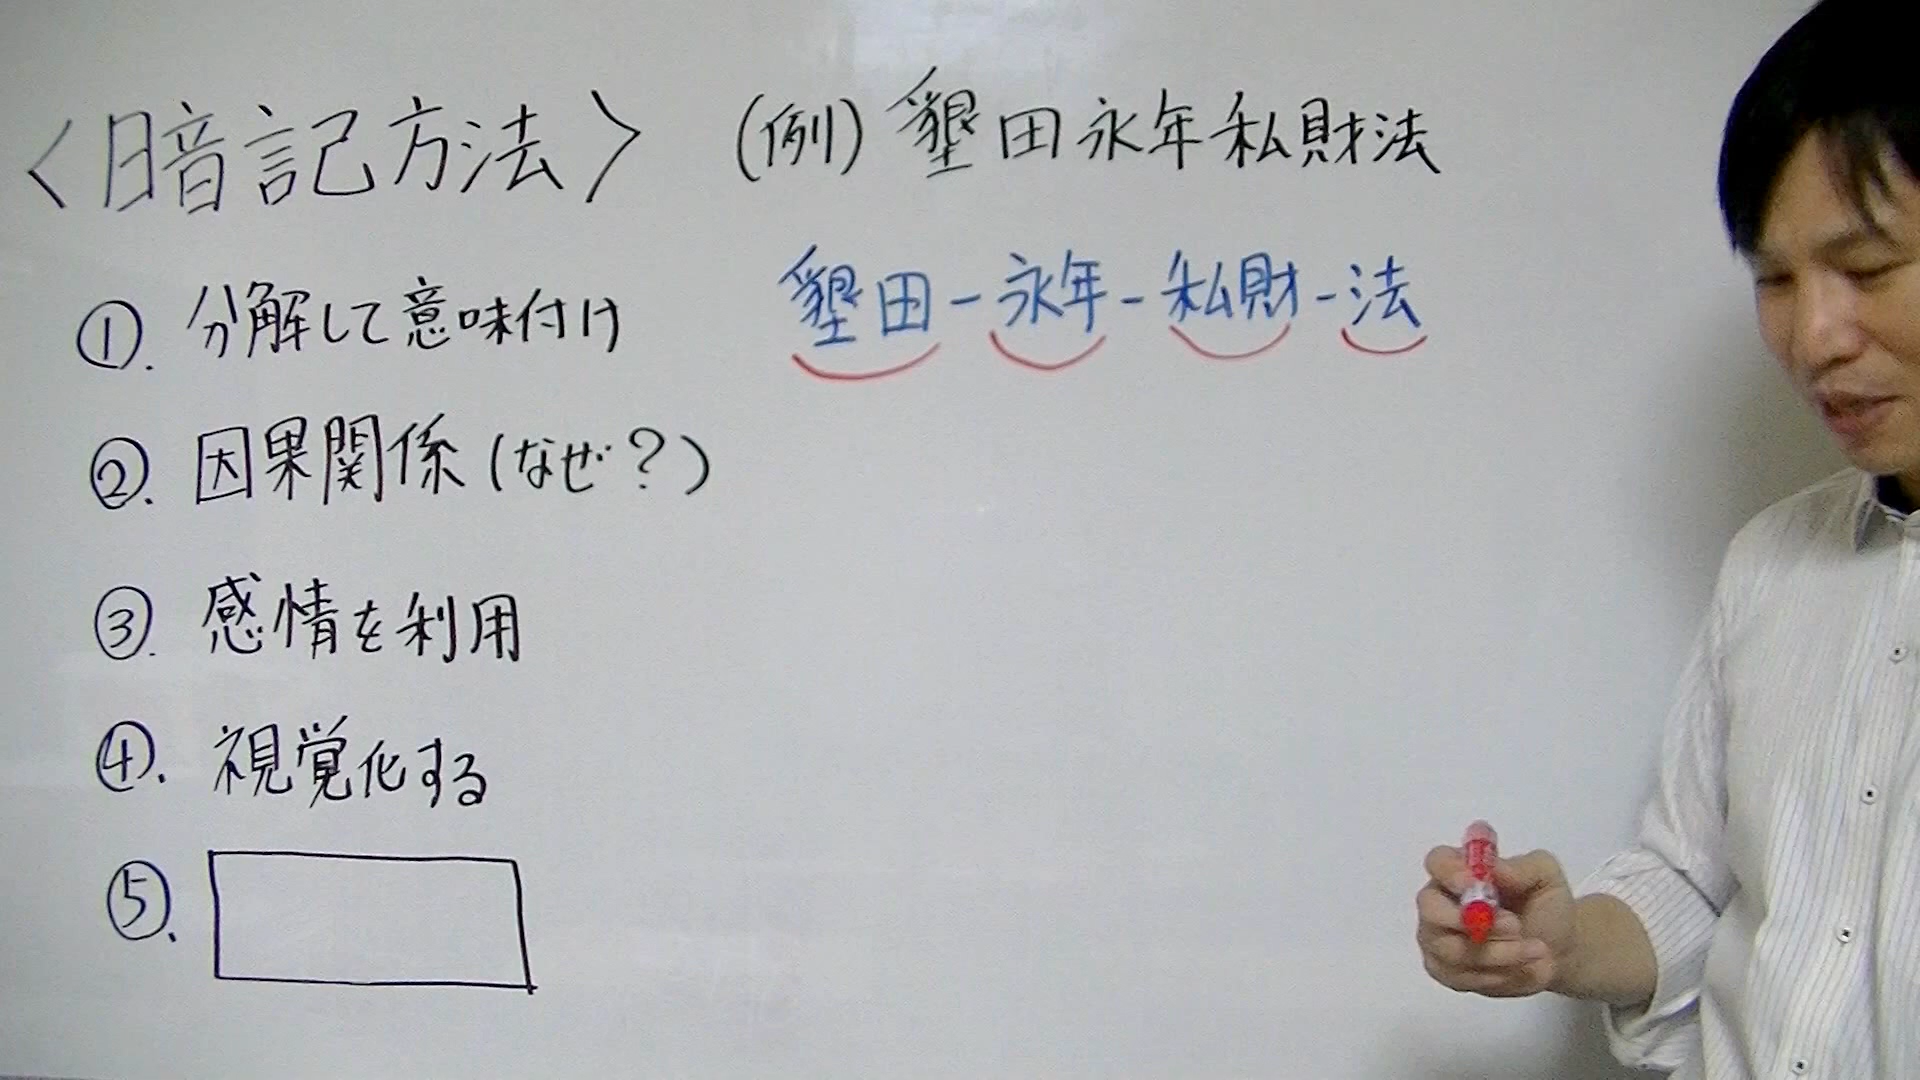 〈暗記方法〉
(例)墾田永年私財法
①. 分解して意味付け
墾田-永年-私財-法
②. 因果関係(なぜ?)
③. 感情を利用
④. 視覚化する
⑤.